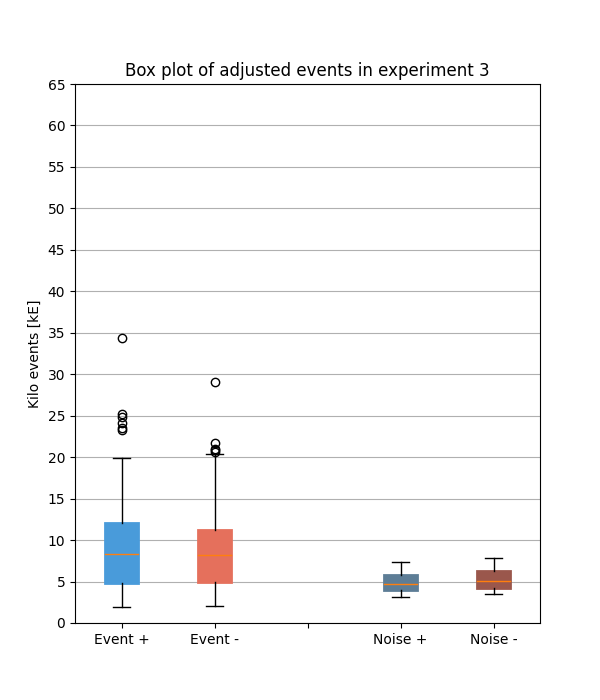 Box plot of adjusted events in experiment 3
Kilo events [kE]
65
60
55
50
45
40
35
30
25
20
15
10
5
0
Event +
Event -
Noise +
Noise -